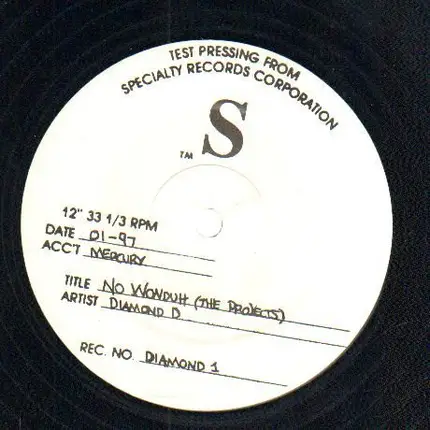 TEST PRESSING FROM
SPECIALTY RECORDS CORPORATION
S
TM
12" 33 1/3 RPM
DATE 01-97
ACC'T MERCURY
TITLE NO WONDUH (THE PROJECTS)
ARTIST DIAMOND D
REC. NO. DIAMOND 1